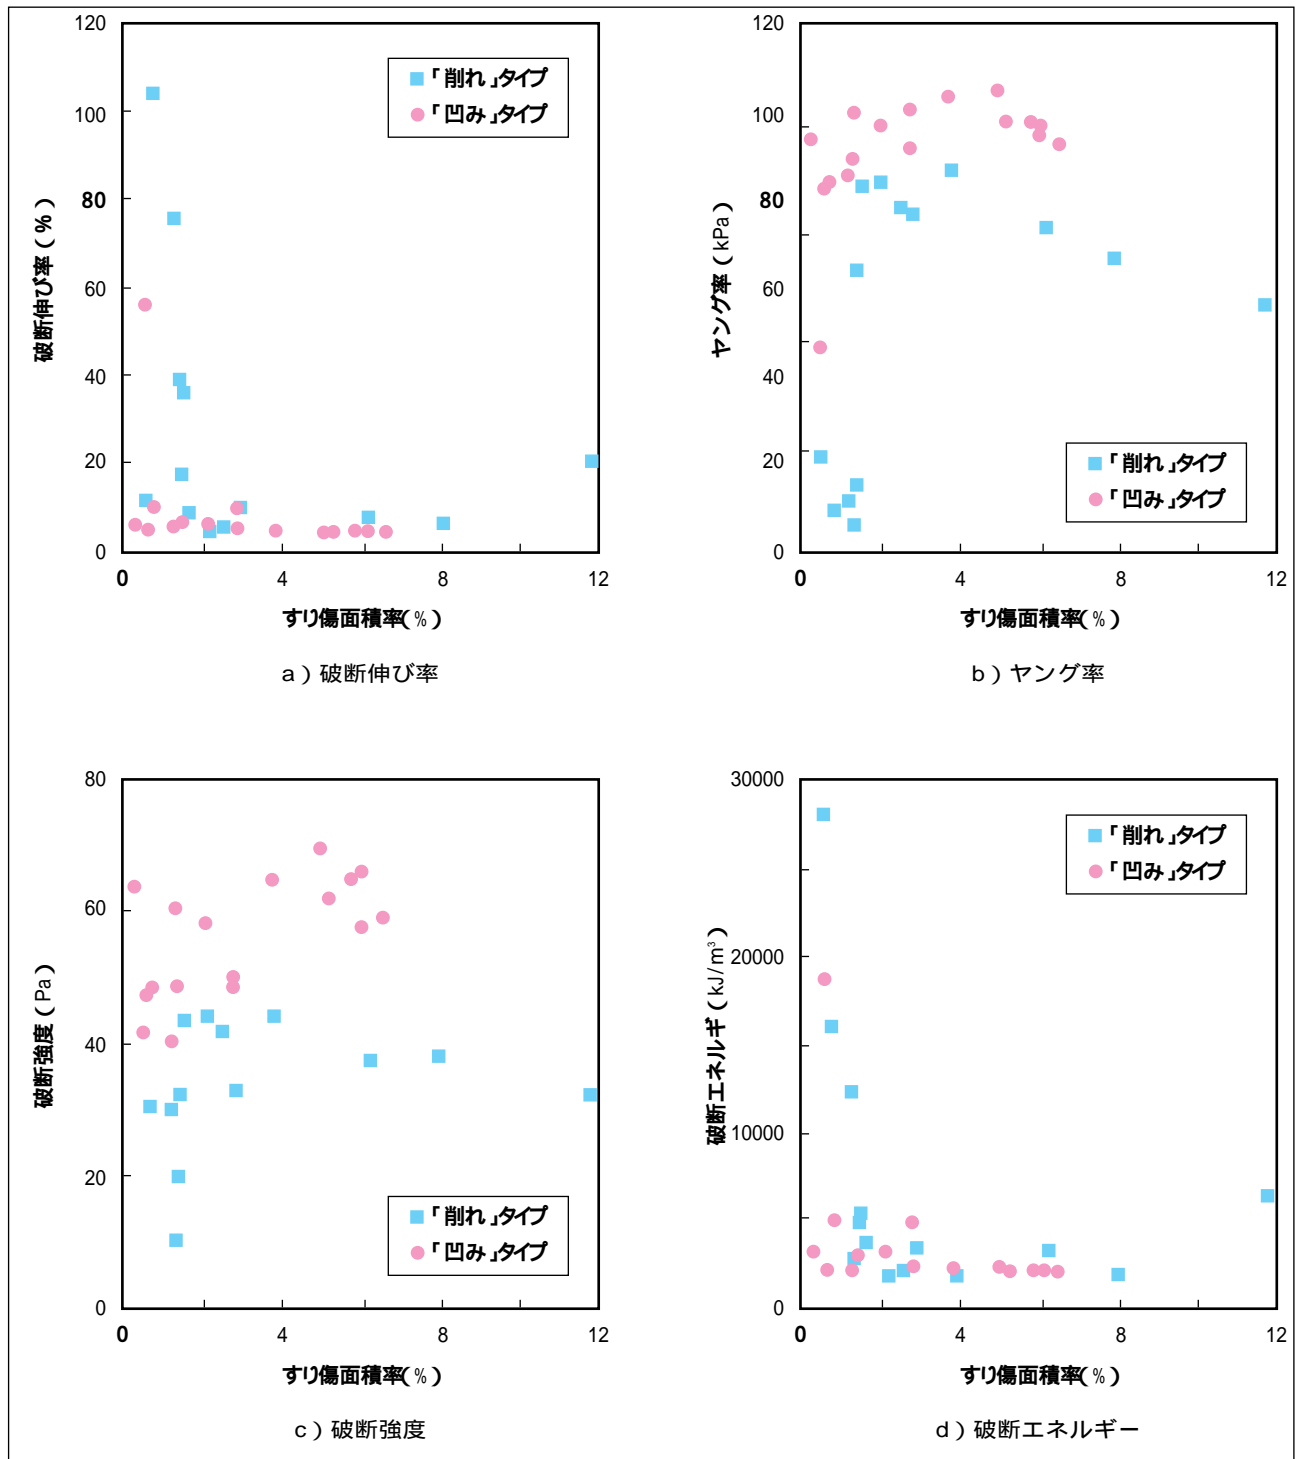 120
100
80
60
40
20
0
破断伸び率(%)
■「削れ」タイプ
●「凹み」タイプ
0 4 8 12
すり傷面積率(%)
a)破断伸び率
120
100
80
60
40
20
0
ヤング率(kPa)
■「削れ」タイプ
●「凹み」タイプ
0 4 8 12
すり傷面積率(%)
b)ヤング率
80
60
40
20
0
破断強度(Pa)
■「削れ」タイプ
●「凹み」タイプ
0 4 8 12
すり傷面積率(%)
c)破断強度
30000
20000
10000
0
破断エネルギ(kJ/m³)
■「削れ」タイプ
●「凹み」タイプ
0 4 8 12
すり傷面積率(%)
d)破断エネルギー